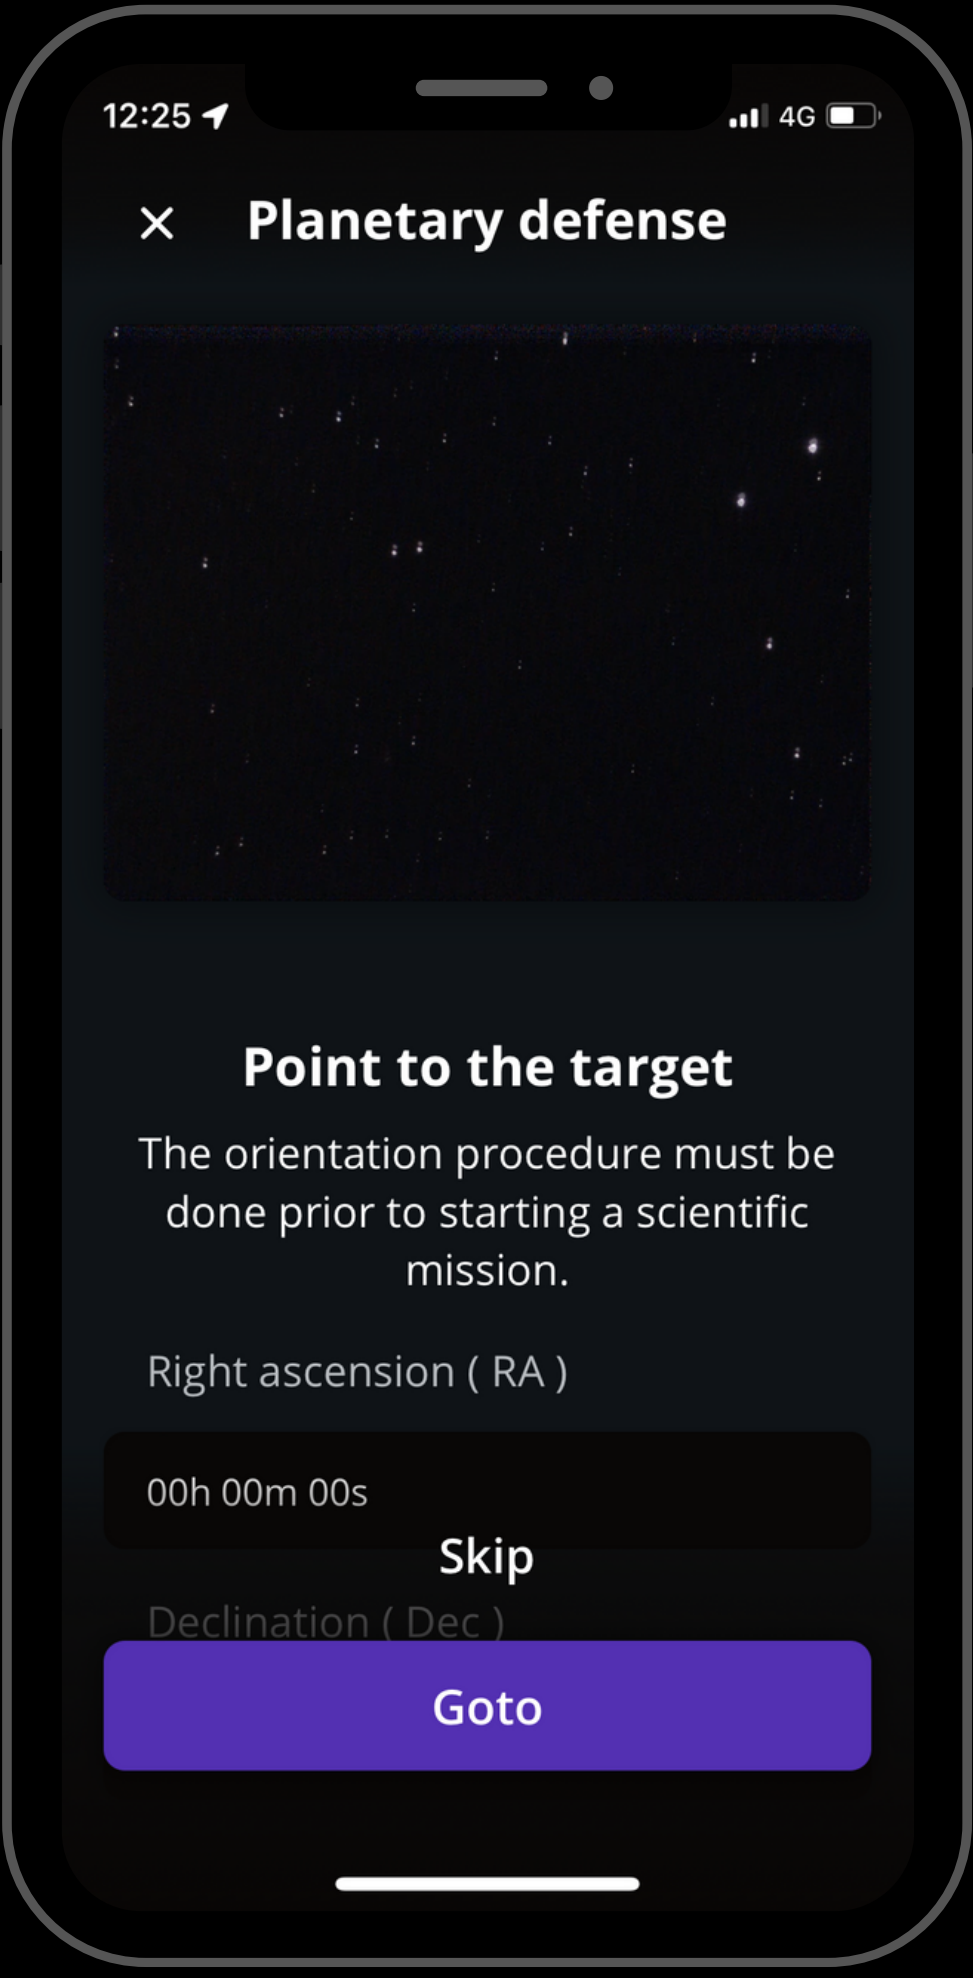 12:25 4G
Planetary defense
Point to the target
The orientation procedure must be
done prior to starting a scientific
mission.
Right ascension ( RA )
00h 00m 00s
Skip
Declination ( Dec )
Goto